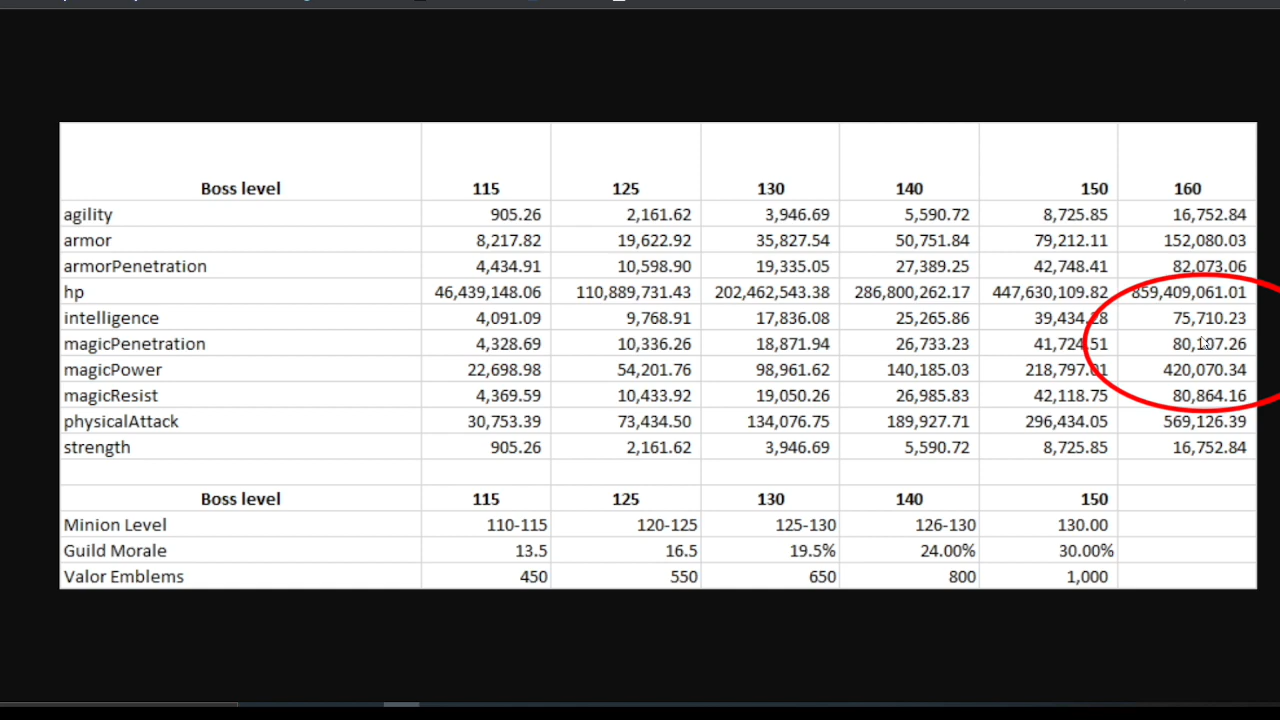 Boss level 115 125 130 140 150 160
agility 905.26 2,161.62 3,946.69 5,590.72 8,725.85 16,752.84
armor 8,217.82 19,622.92 35,827.54 50,751.84 79,212.11 152,080.03
armorPenetration 4,434.91 10,598.90 19,335.05 27,389.25 42,748.41 82,073.06
hp 46,439,148.06 110,889,731.43 202,462,543.38 286,800,262.17 447,630,109.82 859,409,061.01
intelligence 4,091.09 9,768.91 17,836.08 25,265.86 39,434.28 75,710.23
magicPenetration 4,328.69 10,336.26 18,871.94 26,733.23 41,724.51 80,107.26
magicPower 22,698.98 54,201.76 98,961.62 140,185.03 218,797.01 420,070.34
magicResist 4,369.59 10,433.92 19,050.26 26,985.83 42,118.75 80,864.16
physicalAttack 30,753.39 73,434.50 134,076.75 189,927.71 296,434.05 569,126.39
strength 905.26 2,161.62 3,946.69 5,590.72 8,725.85 16,752.84
Boss level 115 125 130 140 150
Minion Level 110-115 120-125 125-130 126-130 130.00
Guild Morale 13.5 16.5 19.5% 24.00% 30.00%
Valor Emblems 450 550 650 800 1,000